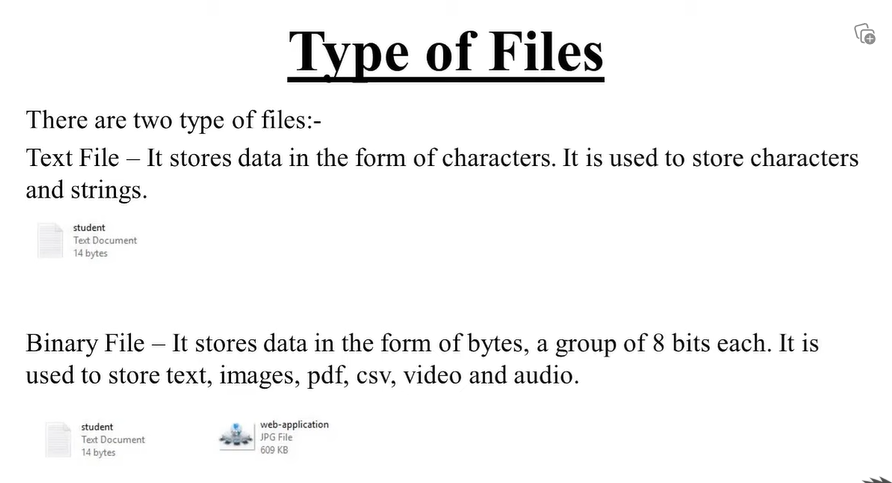 Type of Files
There are two type of files:-
Text File – It stores data in the form of characters. It is used to store characters
and strings.
student
Text Document
14 bytes
Binary File – It stores data in the form of bytes, a group of 8 bits each. It is
used to store text, images, pdf, csv, video and audio.
student
Text Document
14 bytes
web-application
JPG File
609 KB